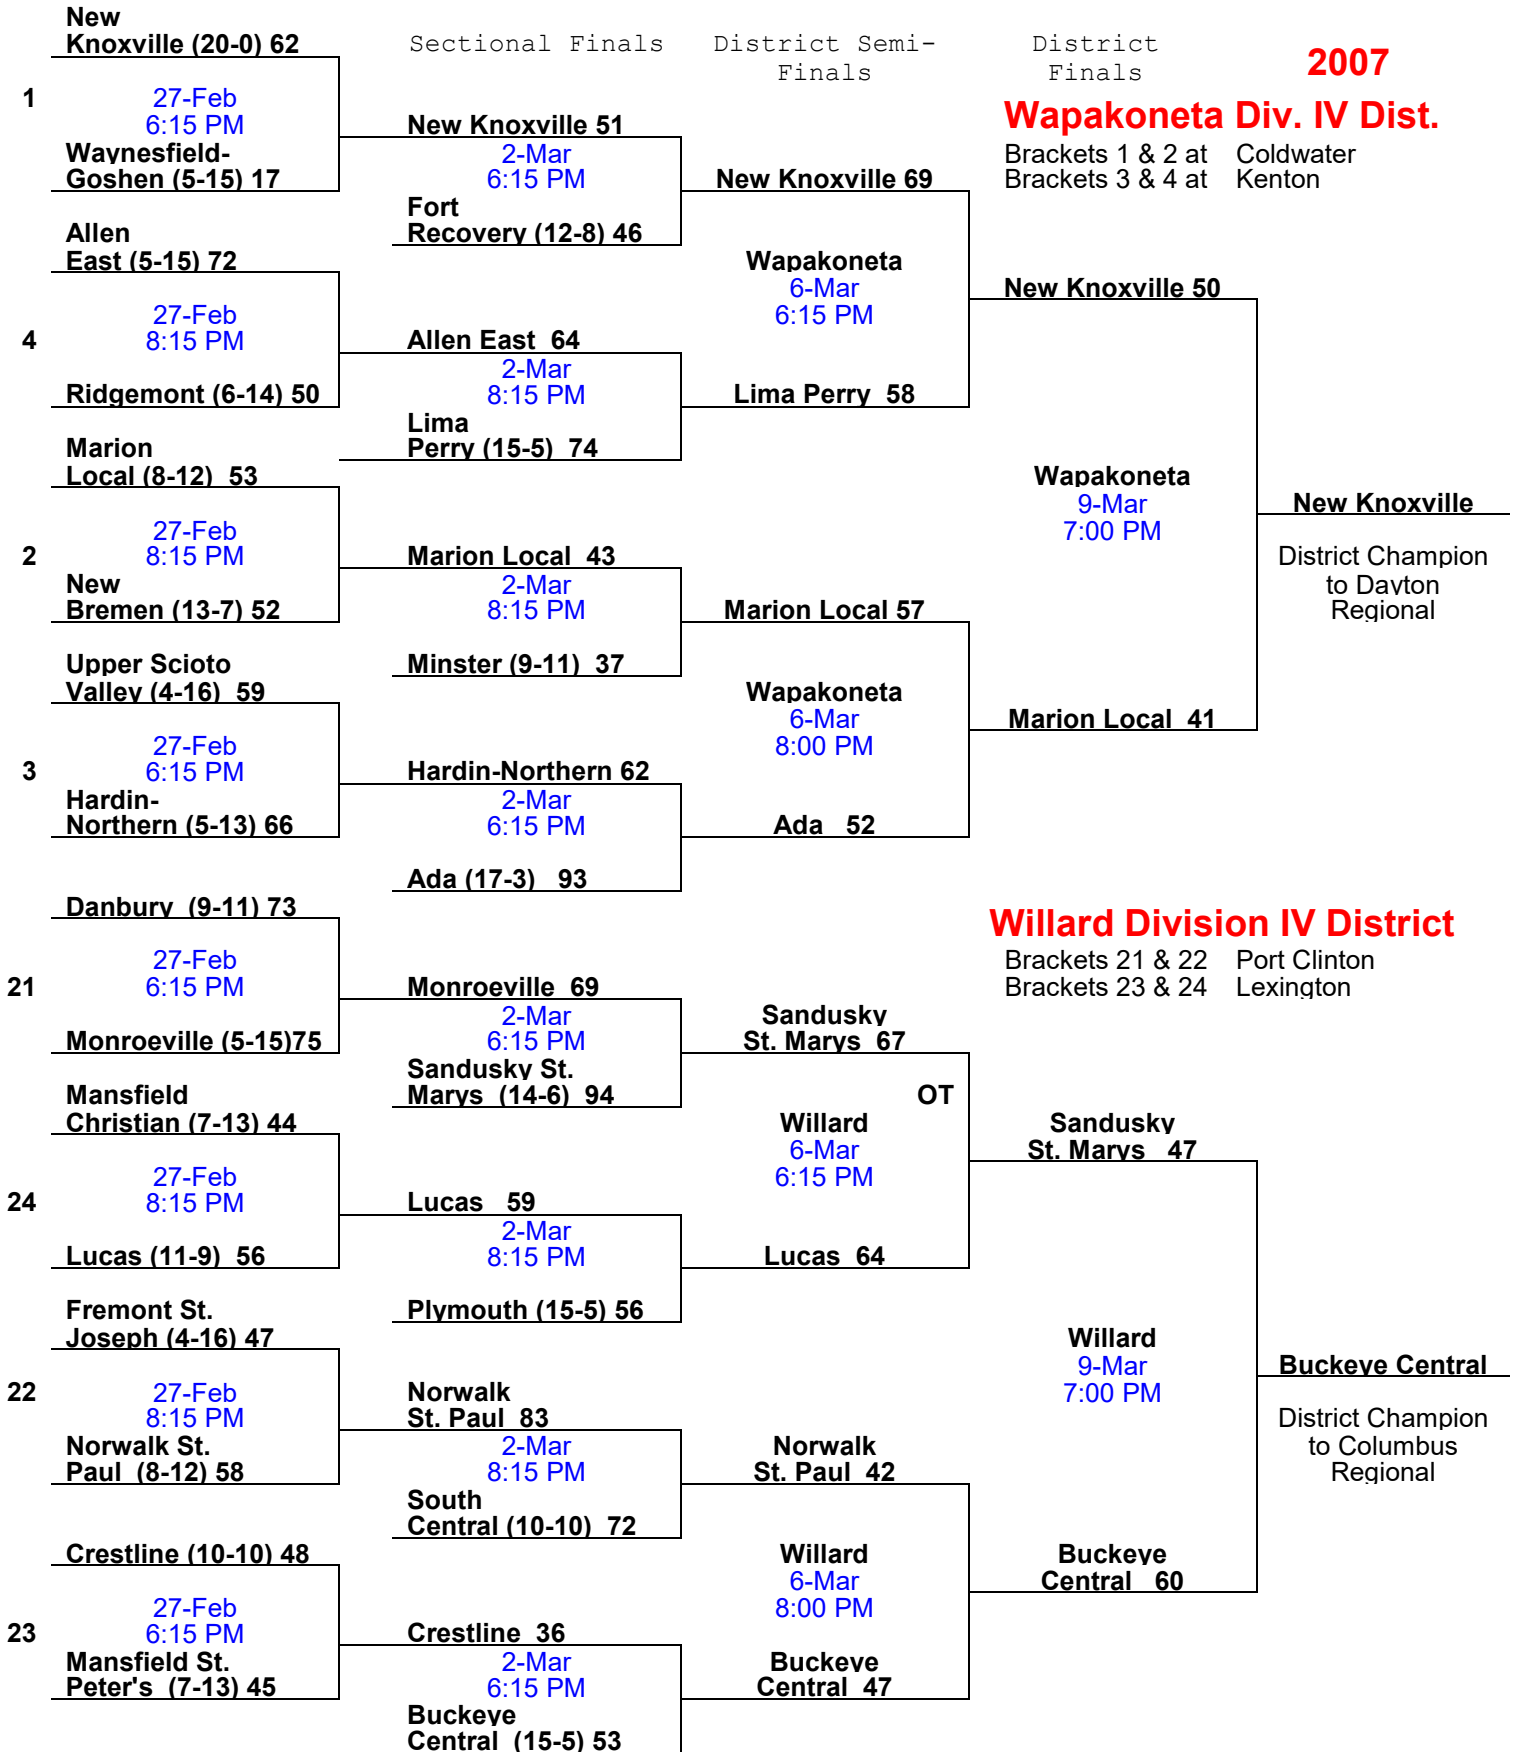 New
Knoxville (20-0) 62
Sectional Finals
District Semi-
Finals
District
Finals
2007
1
27-Feb
6:15 PM
Wapakoneta Div. IV Dist.
Brackets 1 & 2 at Coldwater
Brackets 3 & 4 at Kenton
Waynesfield-
Goshen (5-15) 17
New Knoxville 51
2-Mar
6:15 PM
Fort
Recovery (12-8) 46
New Knoxville 69
Allen
East (5-15) 72
Wapakoneta
6-Mar
6:15 PM
New Knoxville 50
4
27-Feb
8:15 PM
Ridgemont (6-14) 50
Allen East 64
2-Mar
8:15 PM
Lima
Perry (15-5) 74
Lima Perry 58
Marion
Local (8-12) 53
Wapakoneta
9-Mar
7:00 PM
New Knoxville
District Champion
to Dayton
Regional
2
27-Feb
8:15 PM
New
Bremen (13-7) 52
Marion Local 43
2-Mar
8:15 PM
Minster (9-11) 37
Marion Local 57
Upper Scioto
Valley (4-16) 59
Wapakoneta
6-Mar
8:00 PM
Marion Local 41
3
27-Feb
6:15 PM
Hardin-
Northern (5-13) 66
Hardin-Northern 62
2-Mar
6:15 PM
Ada (17-3) 93
Ada 52
Danbury (9-11) 73
Willard Division IV District
Brackets 21 & 22 Port Clinton
Brackets 23 & 24 Lexington
21
27-Feb
6:15 PM
Monroeville (5-15)75
Monroeville 69
2-Mar
6:15 PM
Sandusky St.
Marys (14-6) 94
Sandusky
St. Marys 67
OT
Mansfield
Christian (7-13) 44
Willard
6-Mar
6:15 PM
Sandusky
St. Marys 47
24
27-Feb
8:15 PM
Lucas (11-9) 56
Lucas 59
2-Mar
8:15 PM
Plymouth (15-5) 56
Lucas 64
Fremont St.
Joseph (4-16) 47
Willard
9-Mar
7:00 PM
Buckeye Central
District Champion
to Columbus
Regional
22
27-Feb
8:15 PM
Norwalk St.
Paul (8-12) 58
Norwalk
St. Paul 83
2-Mar
8:15 PM
South
Central (10-10) 72
Norwalk
St. Paul 42
Crestline (10-10) 48
Willard
6-Mar
8:00 PM
Buckeye
Central 60
23
27-Feb
6:15 PM
Mansfield St.
Peter's (7-13) 45
Crestline 36
2-Mar
6:15 PM
Buckeye
Central (15-5) 53
Buckeye
Central 47